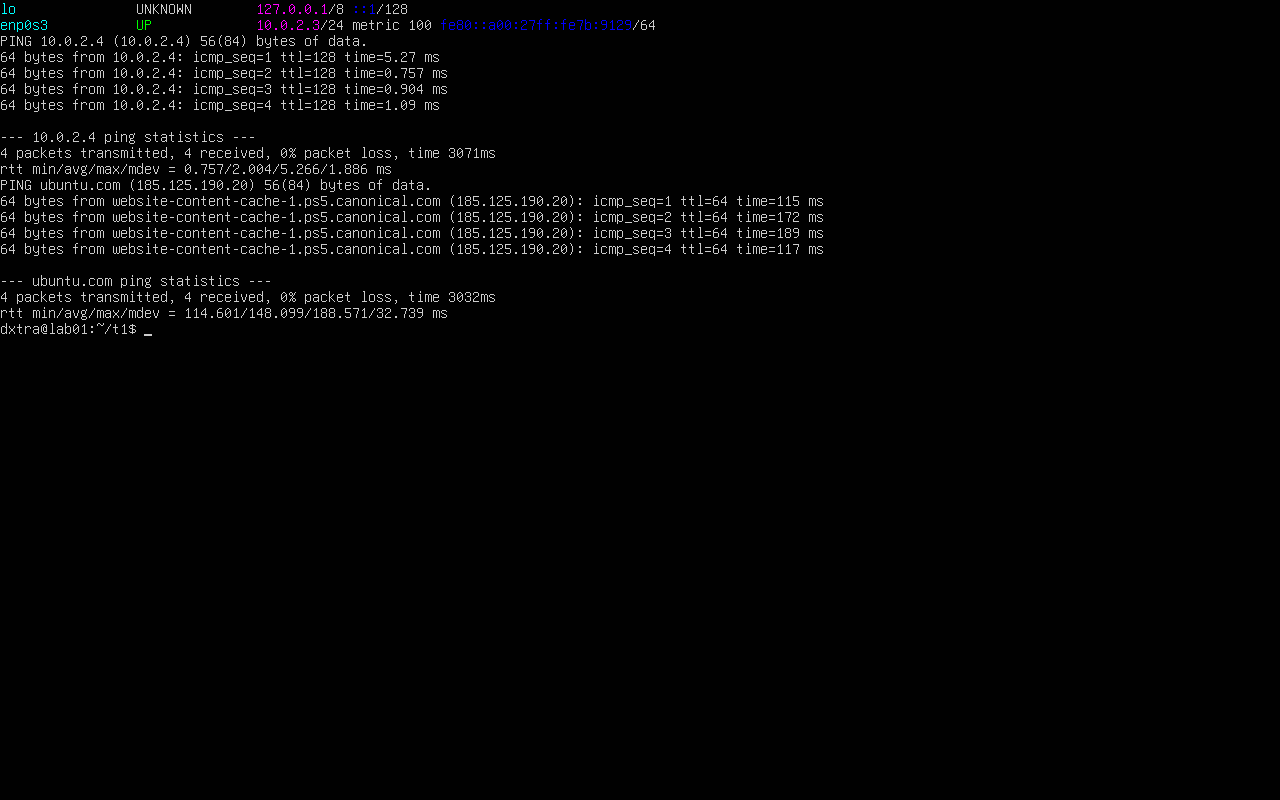 lo               UNKNOWN        127.0.0.1/8 ::1/128
enp0s3           UP             10.0.2.3/24 metric 100 fe80::a00:27ff:fe7b:9129/64
PING 10.0.2.4 (10.0.2.4) 56(84) bytes of data.
64 bytes from 10.0.2.4: icmp_seq=1 ttl=128 time=5.27 ms
64 bytes from 10.0.2.4: icmp_seq=2 ttl=128 time=0.757 ms
64 bytes from 10.0.2.4: icmp_seq=3 ttl=128 time=0.904 ms
64 bytes from 10.0.2.4: icmp_seq=4 ttl=128 time=1.09 ms

--- 10.0.2.4 ping statistics ---
4 packets transmitted, 4 received, 0% packet loss, time 3071ms
rtt min/avg/max/mdev = 0.757/2.004/5.266/1.886 ms
PING ubuntu.com (185.125.190.20) 56(84) bytes of data.
64 bytes from website-content-cache-1.ps5.canonical.com (185.125.190.20): icmp_seq=1 ttl=64 time=115 ms
64 bytes from website-content-cache-1.ps5.canonical.com (185.125.190.20): icmp_seq=2 ttl=64 time=172 ms
64 bytes from website-content-cache-1.ps5.canonical.com (185.125.190.20): icmp_seq=3 ttl=64 time=189 ms
64 bytes from website-content-cache-1.ps5.canonical.com (185.125.190.20): icmp_seq=4 ttl=64 time=117 ms

--- ubuntu.com ping statistics ---
4 packets transmitted, 4 received, 0% packet loss, time 3032ms
rtt min/avg/max/mdev = 114.601/148.099/188.571/32.739 ms
dxtra@lab01:~/t1$ _